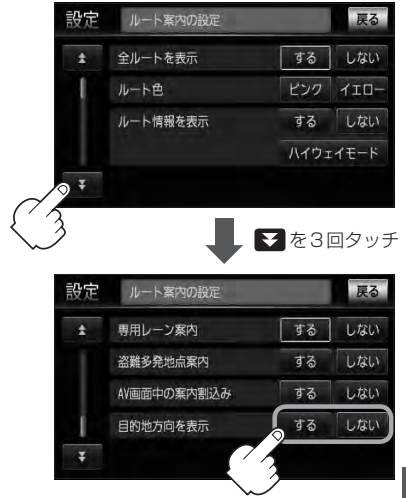 設定 ルート案内の設定 戻る
全ルートを表示 する しない
ルート色 ピンク イエロー
ルート情報を表示 する しない
ハイウェイモード
を3回タッチ
設定 ルート案内の設定 戻る
専用レーン案内 する しない
盗難多発地点案内 する しない
AV画面中の案内割込み する しない
目的地方向を表示 する しない